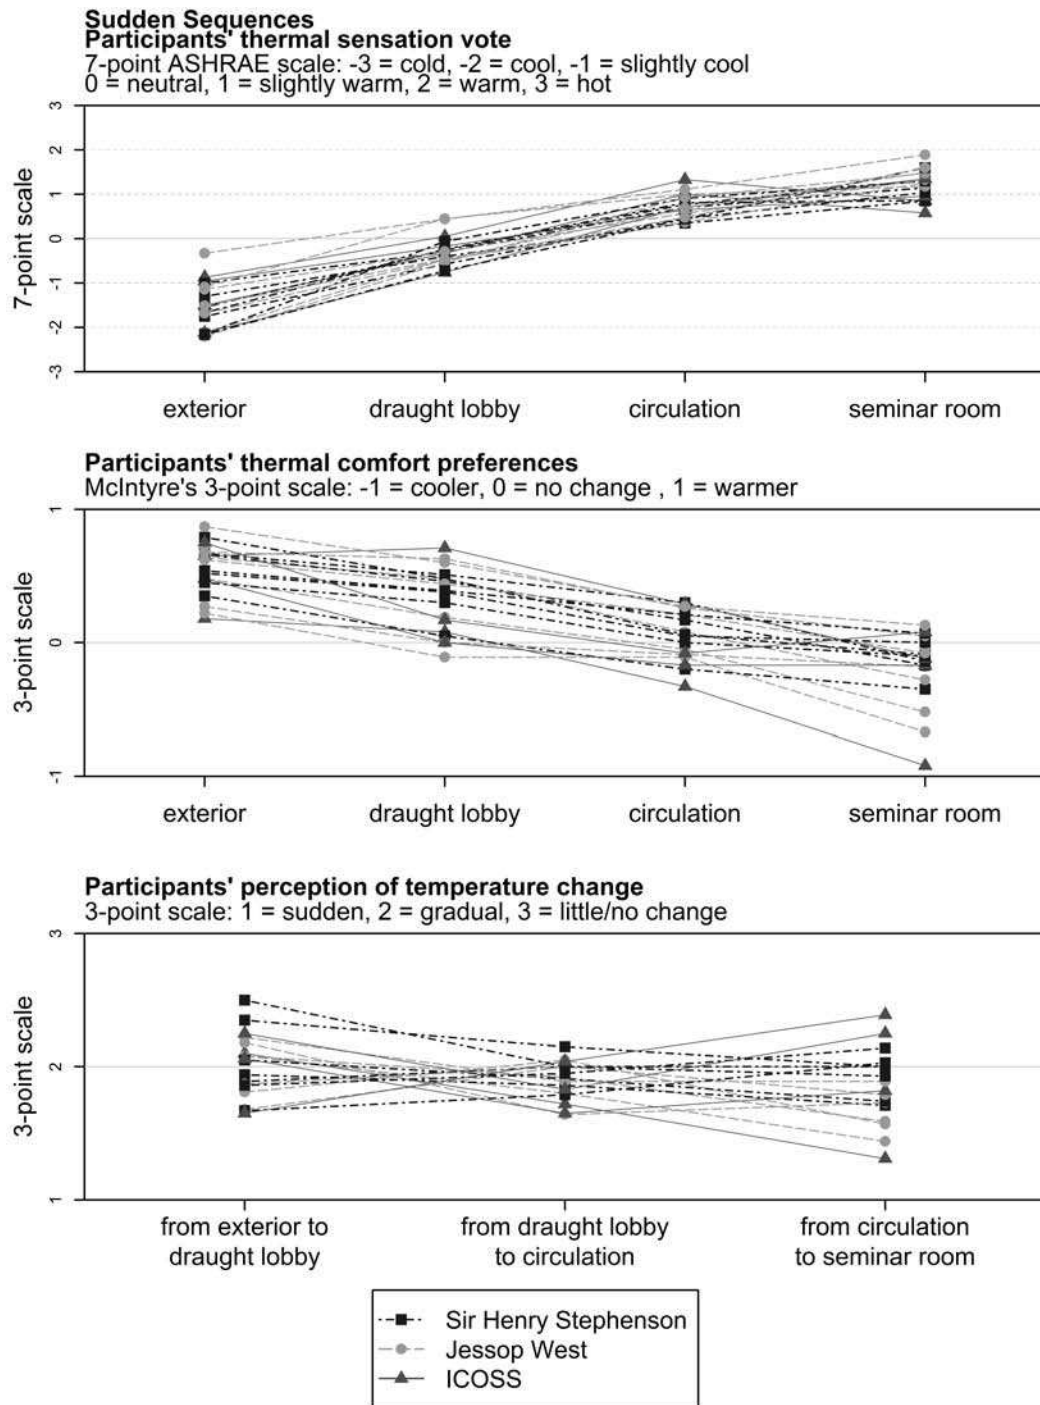 Sudden Sequences
Participants' thermal sensation vote
7-point ASHRAE scale: -3 = cold, -2 = cool, -1 = slightly cool
0 = neutral, 1 = slightly warm, 2 = warm, 3 = hot
3
2
1
0
-1
-2
-3
7-point scale
exterior draught lobby circulation seminar room
Participants' thermal comfort preferences
McIntyre's 3-point scale: -1 = cooler, 0 = no change , 1 = warmer
1
0
-1
3-point scale
exterior draught lobby circulation seminar room
Participants' perception of temperature change
3-point scale: 1 = sudden, 2 = gradual, 3 = little/no change
3
2
1
3-point scale
from exterior to from draught lobby from circulation
draught lobby to circulation to seminar room
Sir Henry Stephenson
Jessop West
ICOSS